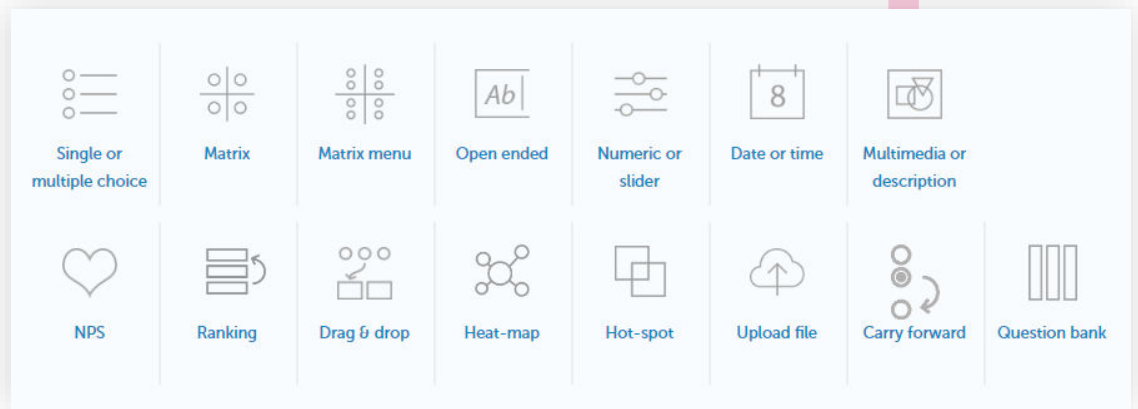 Ab
8
Single or
multiple choice
Matrix
Matrix menu
Open ended
Numeric or
slider
Date or time
Multimedia or
description
NPS
Ranking
Drag & drop
Heat-map
Hot-spot
Upload file
Carry forward
Question bank